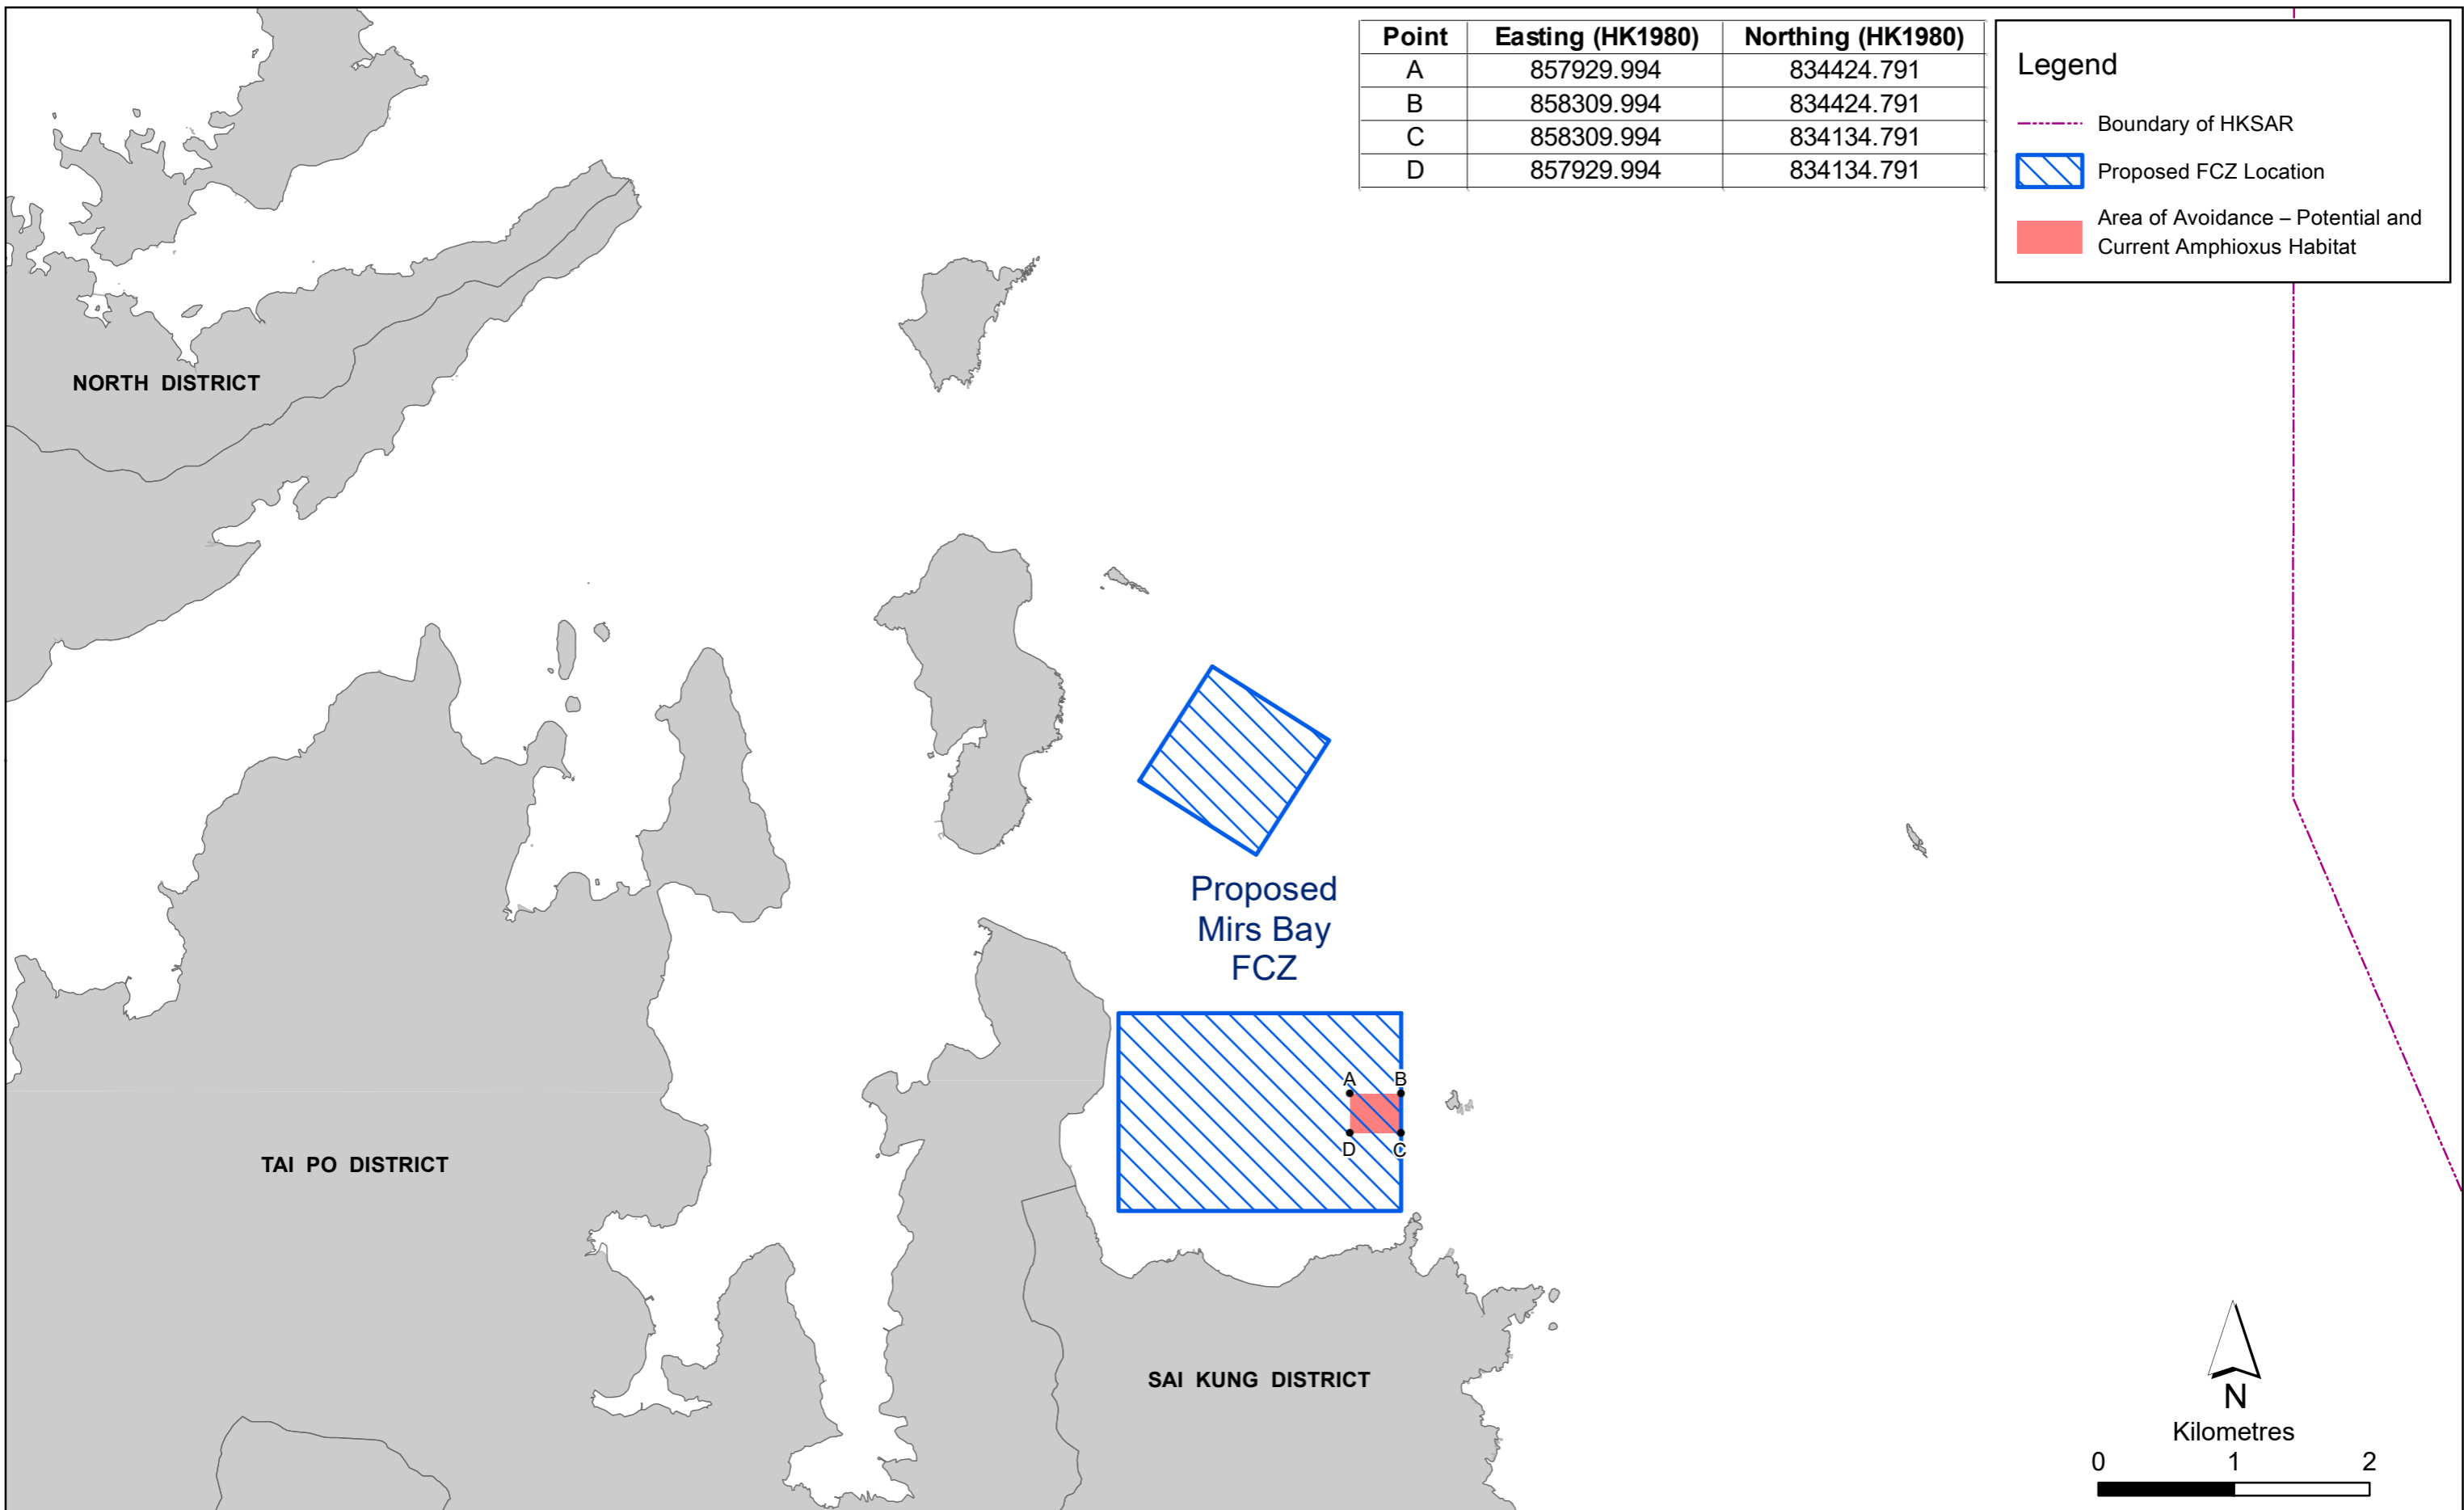 Point Easting (HK1980) Northing (HK1980)
A 857929.994 834424.791
B 858309.994 834424.791
C 858309.994 834134.791
D 857929.994 834134.791
Legend
Boundary of HKSAR
Proposed FCZ Location
Area of Avoidance – Potential and
Current Amphioxus Habitat
NORTH DISTRICT
Proposed
Mirs Bay
FCZ
A B
D C
TAI PO DISTRICT
SAI KUNG DISTRICT
N
Kilometres
0 1 2